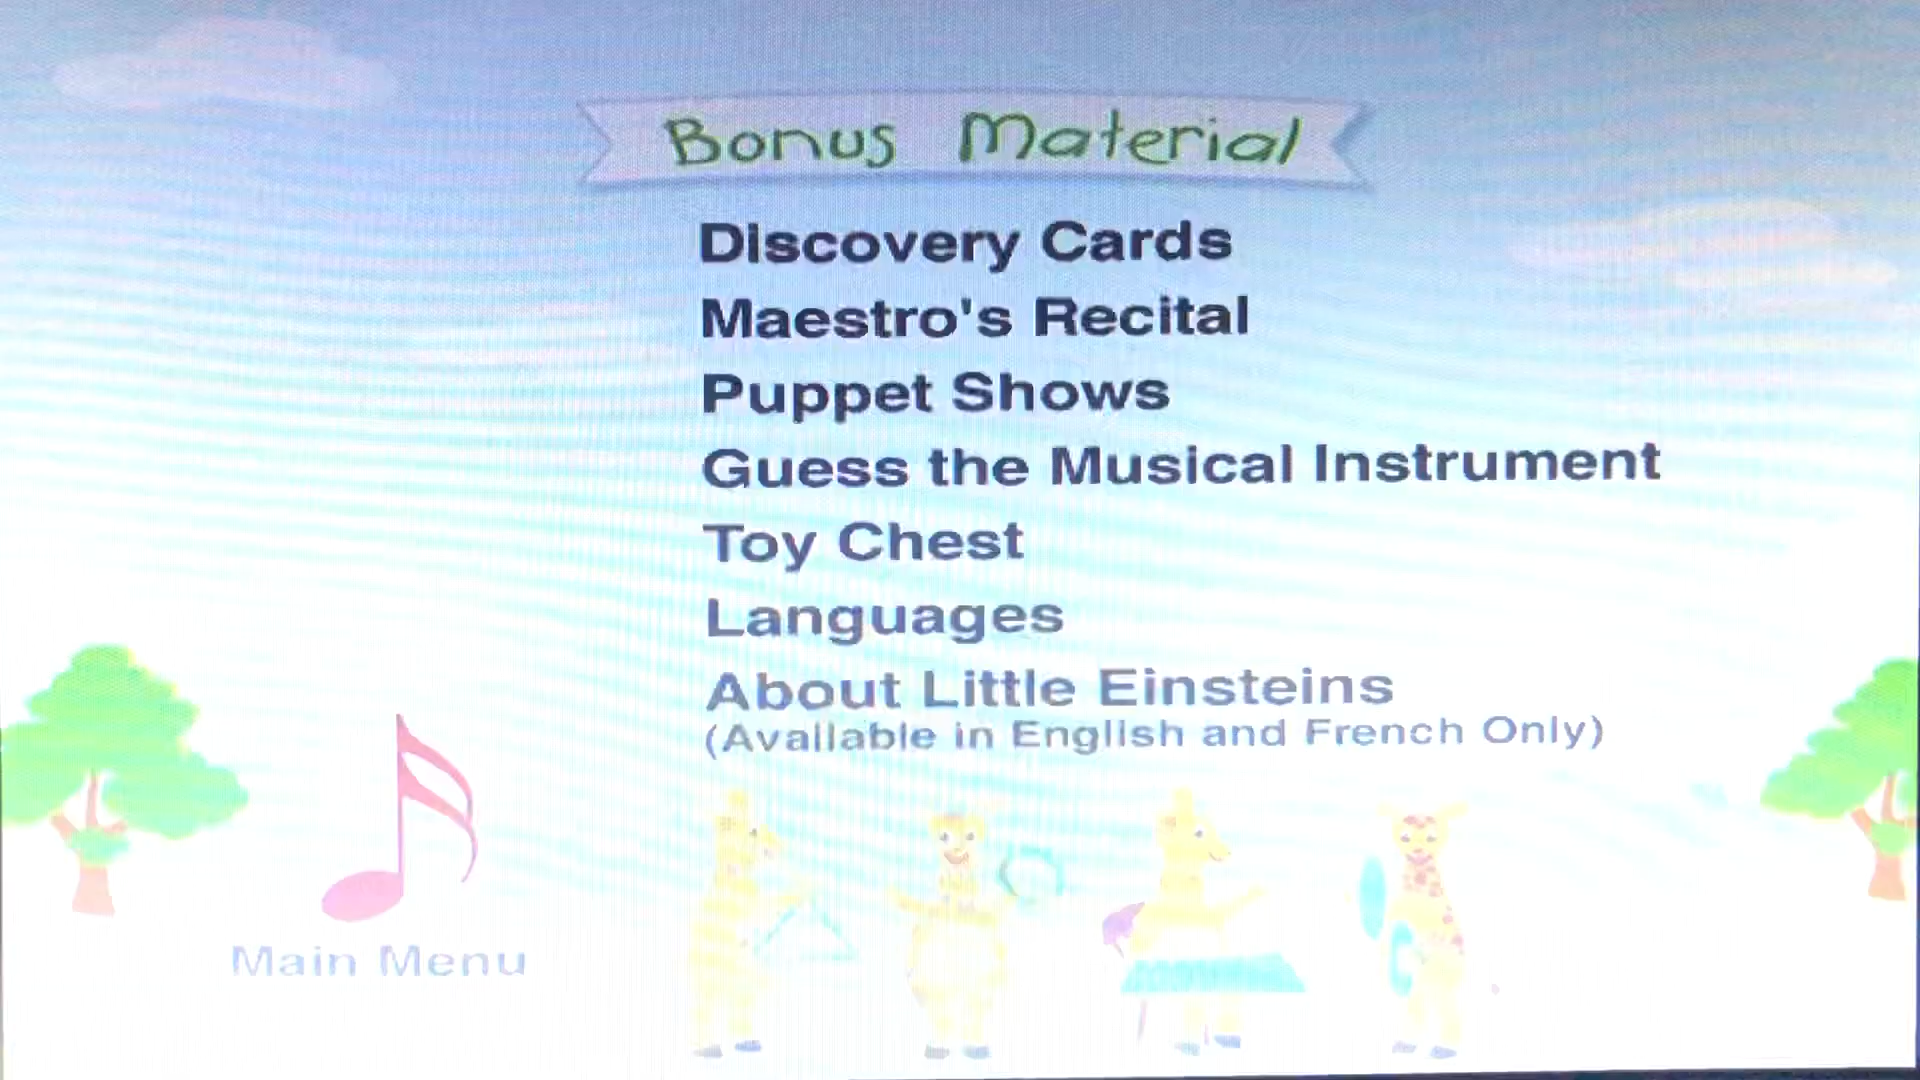 Bonus Material
Discovery Cards
Maestro's Recital
Puppet Shows
Guess the Musical Instrument
Toy Chest
Languages
About Little Einsteins
(Available in English and French Only)
Main Menu